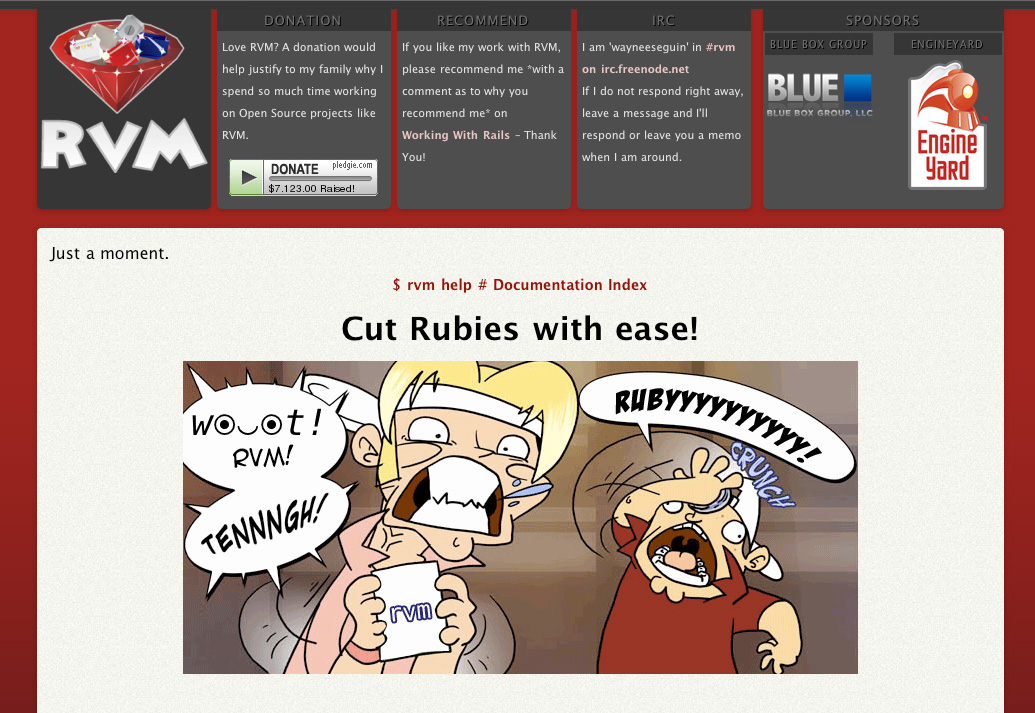 RVM
DONATION
Love RVM? A donation would
help justify to my family why I
spend so much time working
on Open Source projects like
RVM.
DONATE
pledgie.com
$7.123.00 Raised!
RECOMMEND
If you like my work with RVM,
please recommend me *with a
comment as to why you
recommend me* on
Working With Rails – Thank
You!
IRC
I am 'wayneeseguin' in #rvm
on irc.freenode.net
If I do not respond right away,
leave a message and I'll
respond or leave you a memo
when I am around.
SPONSORS
BLUE BOX GROUP
BLUE
BLUE BOX GROUP, LLC
ENGINEYARD
Engine
Yard
Just a moment.
$ rvm help # Documentation Index
Cut Rubies with ease!
w⊙◡⊙t!
RVM!
TENNNGH!
rvm
RUBYYYYYYYYYY!
CRUNCH